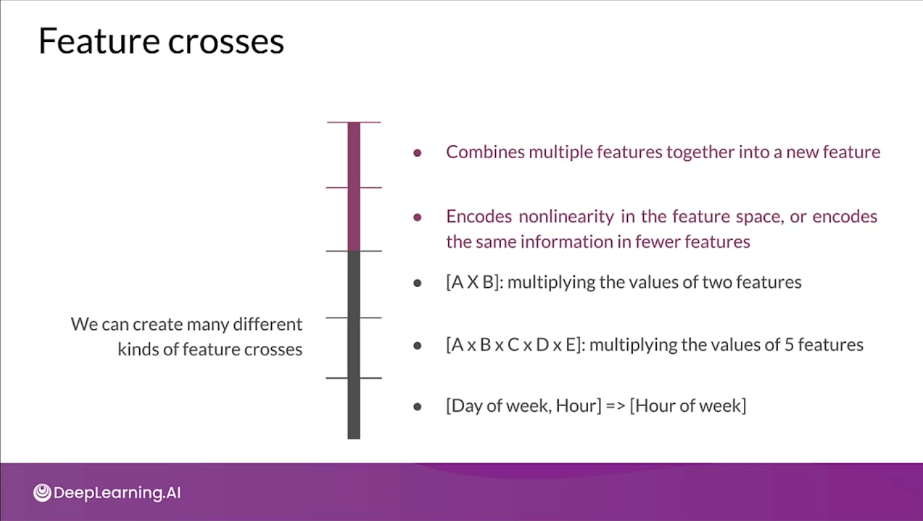 Feature crosses
Combines multiple features together into a new feature
Encodes nonlinearity in the feature space, or encodes
the same information in fewer features
[A X B]: multiplying the values of two features
We can create many different
kinds of feature crosses
[A x B x C x D x E]: multiplying the values of 5 features
[Day of week, Hour] => [Hour of week]
DeepLearning.AI